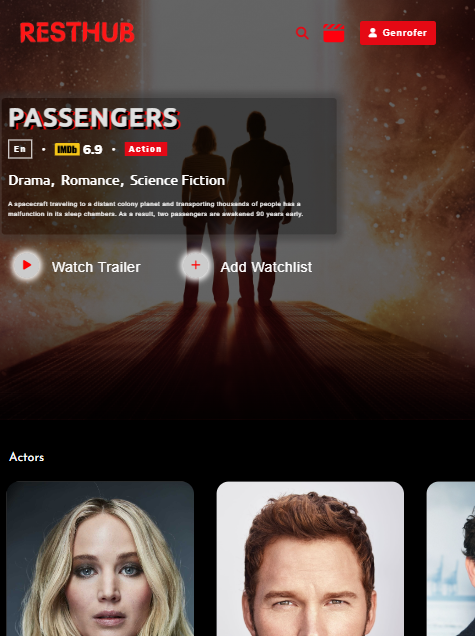 RESTHUB
Genrofer
PASSENGERS
En • IMDb 6.9 • Action
Drama, Romance, Science Fiction
A spacecraft traveling to a distant colony planet and transporting thousands of people has a
malfunction in its sleep chambers. As a result, two passengers are awakened 90 years early.
Watch Trailer
Add Watchlist
Actors